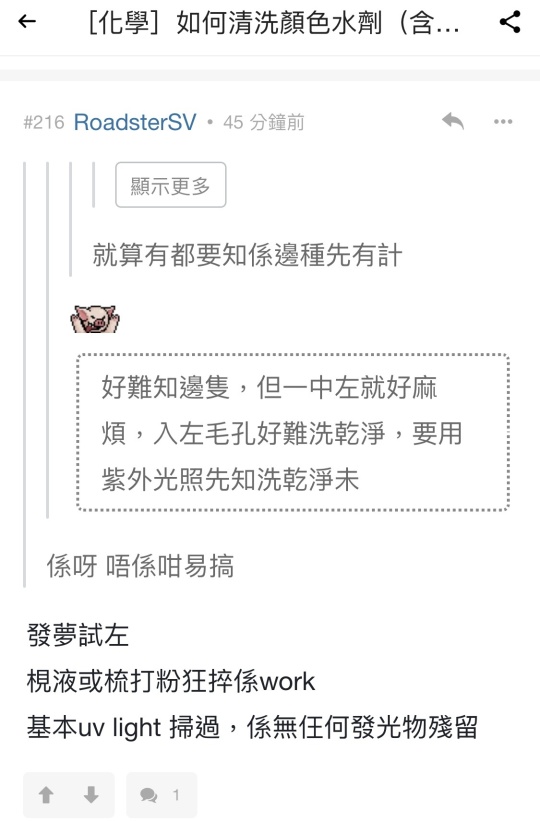 [化學] 如何清洗顏色水劑（含...
#216 RoadsterSV • 45 分鐘前
顯示更多
就算有都要知係邊種先有計
好難知邊隻，但一中左就好麻
煩，入左毛孔好難洗乾淨，要用
紫外光照先知洗乾淨未
係呀 唔係咁易搞
發夢試左
梘液或梳打粉狂捽係work
基本uv light 掃過，係無任何發光物殘留
1